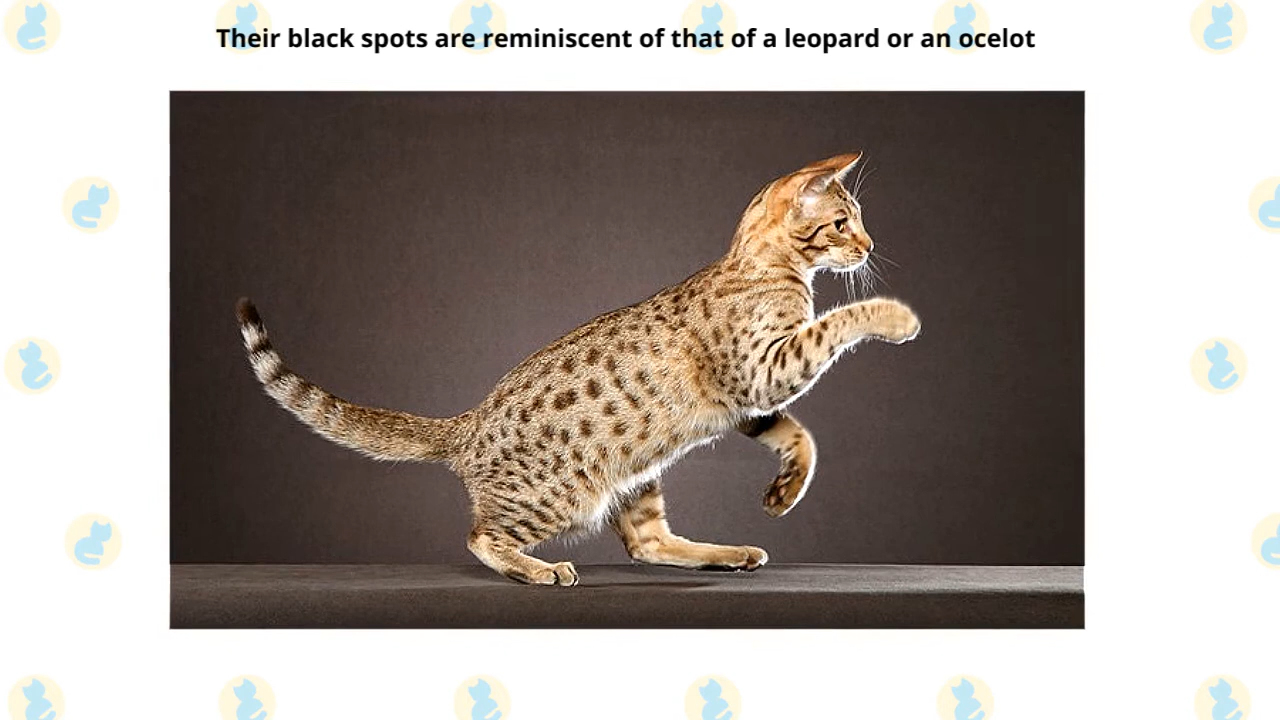 Their black spots are reminiscent of that of a leopard or an ocelot